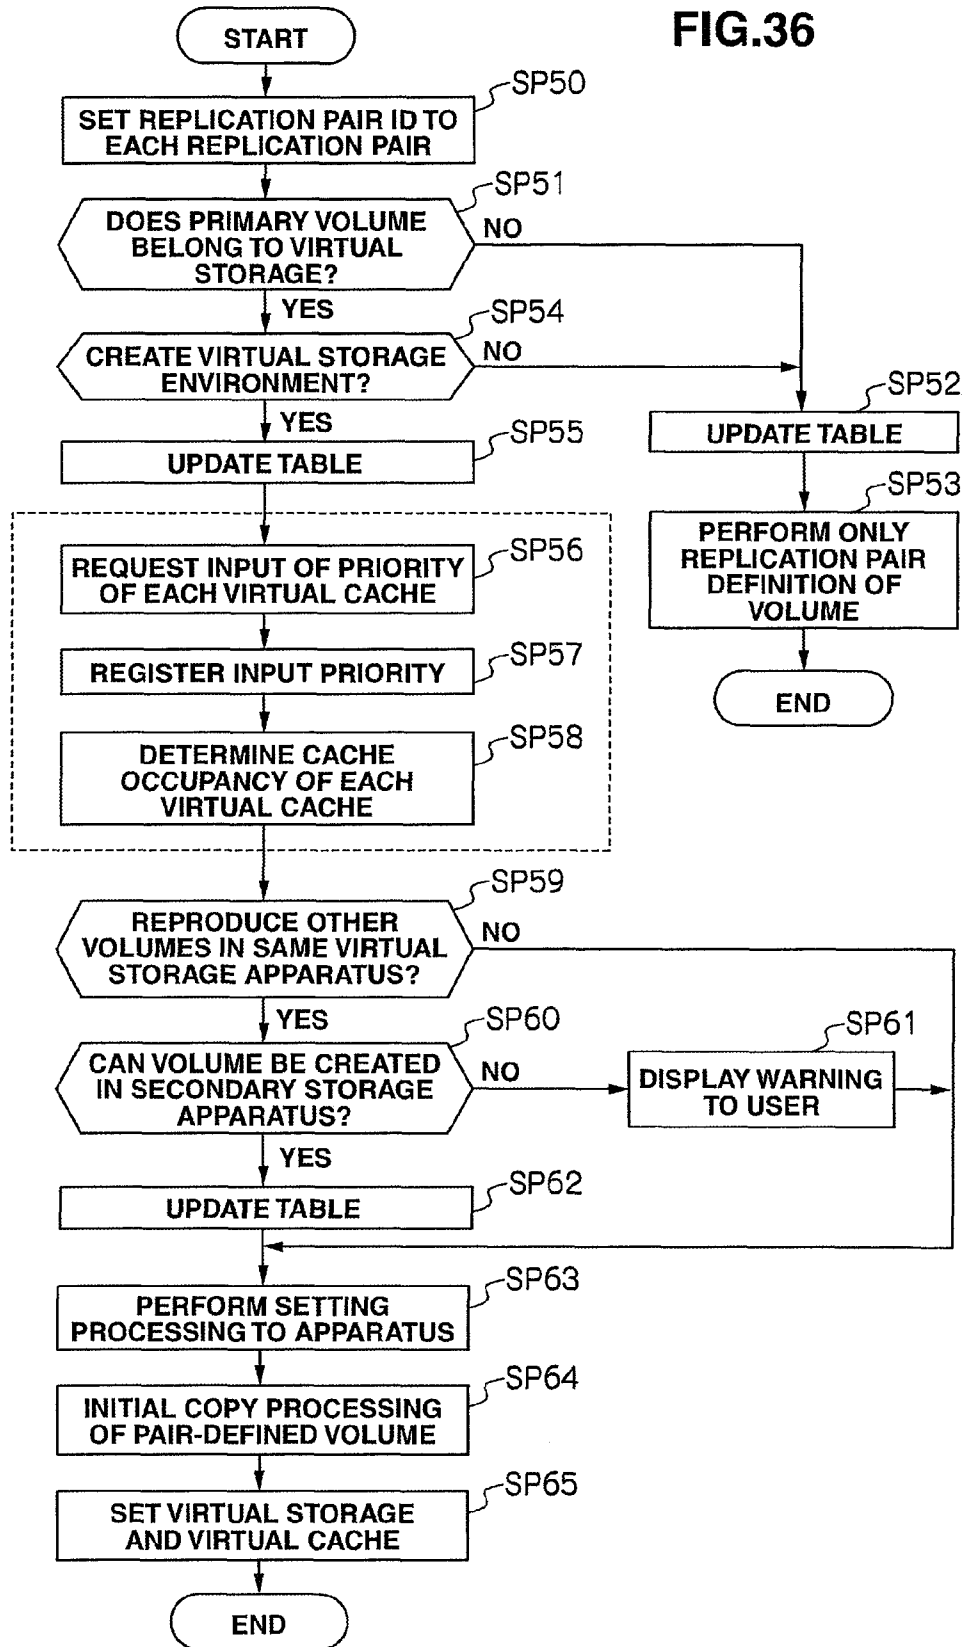 FIG.36
START
SP50
SET REPLICATION PAIR ID TO
EACH REPLICATION PAIR
SP51
DOES PRIMARY VOLUME
BELONG TO VIRTUAL
STORAGE?
NO
YES
SP54
CREATE VIRTUAL STORAGE
ENVIRONMENT?
NO
YES
SP52
UPDATE TABLE
SP53
PERFORM ONLY
REPLICATION PAIR
DEFINITION OF
VOLUME
END
SP55
UPDATE TABLE
SP56
REQUEST INPUT OF PRIORITY
OF EACH VIRTUAL CACHE
SP57
REGISTER INPUT PRIORITY
SP58
DETERMINE CACHE
OCCUPANCY OF EACH
VIRTUAL CACHE
SP59
REPRODUCE OTHER
VOLUMES IN SAME VIRTUAL
STORAGE APPARATUS?
NO
YES
SP60
CAN VOLUME BE CREATED
IN SECONDARY STORAGE
APPARATUS?
NO
SP61
DISPLAY WARNING
TO USER
YES
SP62
UPDATE TABLE
SP63
PERFORM SETTING
PROCESSING TO APPARATUS
SP64
INITIAL COPY PROCESSING
OF PAIR-DEFINED VOLUME
SP65
SET VIRTUAL STORAGE
AND VIRTUAL CACHE
END